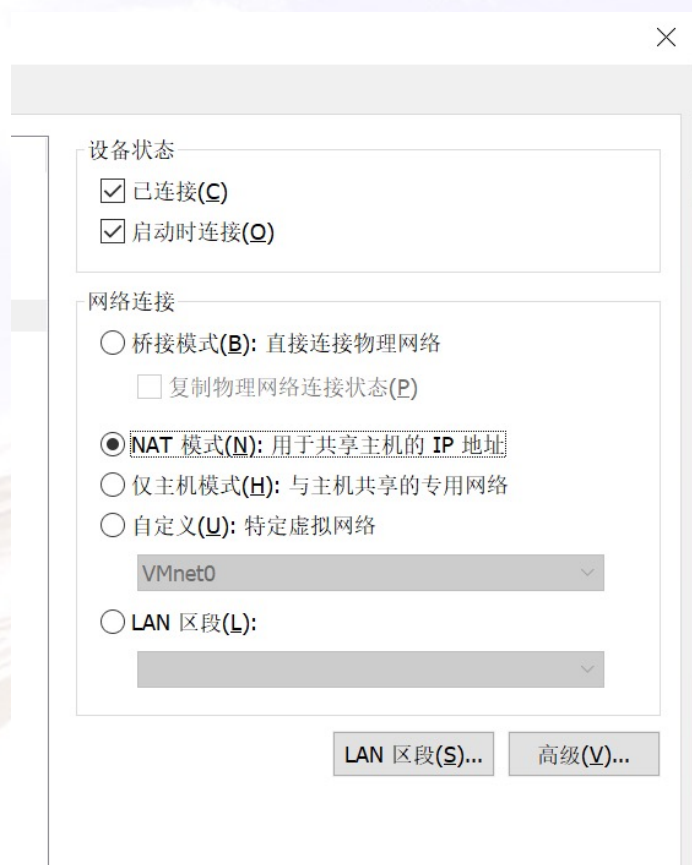 设备状态
已连接(C)
启动时连接(O)
网络连接
桥接模式(B): 直接连接物理网络
复制物理网络连接状态(P)
NAT 模式(N): 用于共享主机的 IP 地址
仅主机模式(H): 与主机共享的专用网络
自定义(U): 特定虚拟网络
VMnet0
LAN 区段(L):
LAN 区段(S)... 高级(V)...